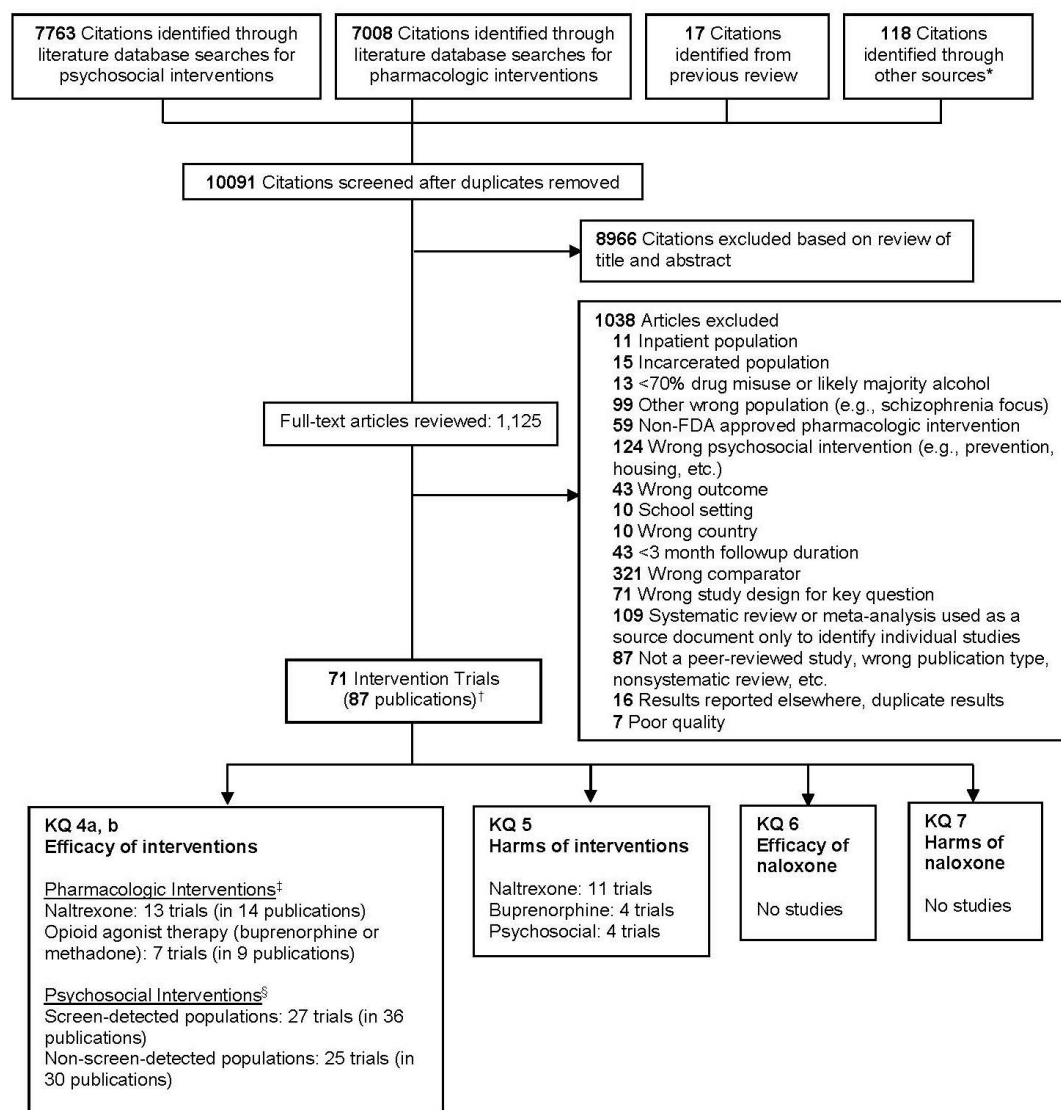 7763 Citations identified through
literature database searches for
psychosocial interventions
7008 Citations identified through
literature database searches for
pharmacologic interventions
17 Citations
identified from
previous review
118 Citations
identified through
other sources*
10091 Citations screened after duplicates removed
8966 Citations excluded based on review of
title and abstract
Full-text articles reviewed: 1,125
1038 Articles excluded
11 Inpatient population
15 Incarcerated population
13 <70% drug misuse or likely majority alcohol
99 Other wrong population (e.g., schizophrenia focus)
59 Non-FDA approved pharmacologic intervention
124 Wrong psychosocial intervention (e.g., prevention,
housing, etc.)
43 Wrong outcome
10 School setting
10 Wrong country
43 <3 month followup duration
321 Wrong comparator
71 Wrong study design for key question
109 Systematic review or meta-analysis used as a
source document only to identify individual studies
87 Not a peer-reviewed study, wrong publication type,
nonsystematic review, etc.
16 Results reported elsewhere, duplicate results
7 Poor quality
71 Intervention Trials
(87 publications)†
KQ 4a, b
Efficacy of interventions
Pharmacologic Interventions‡
Naltrexone: 13 trials (in 14 publications)
Opioid agonist therapy (buprenorphine or
methadone): 7 trials (in 9 publications)
Psychosocial Interventions§
Screen-detected populations: 27 trials (in 36
publications)
Non-screen-detected populations: 25 trials (in
30 publications)
KQ 5
Harms of interventions
Naltrexone: 11 trials
Buprenorphine: 4 trials
Psychosocial: 4 trials
KQ 6
Efficacy of
naloxone
No studies
KQ 7
Harms of
naloxone
No studies